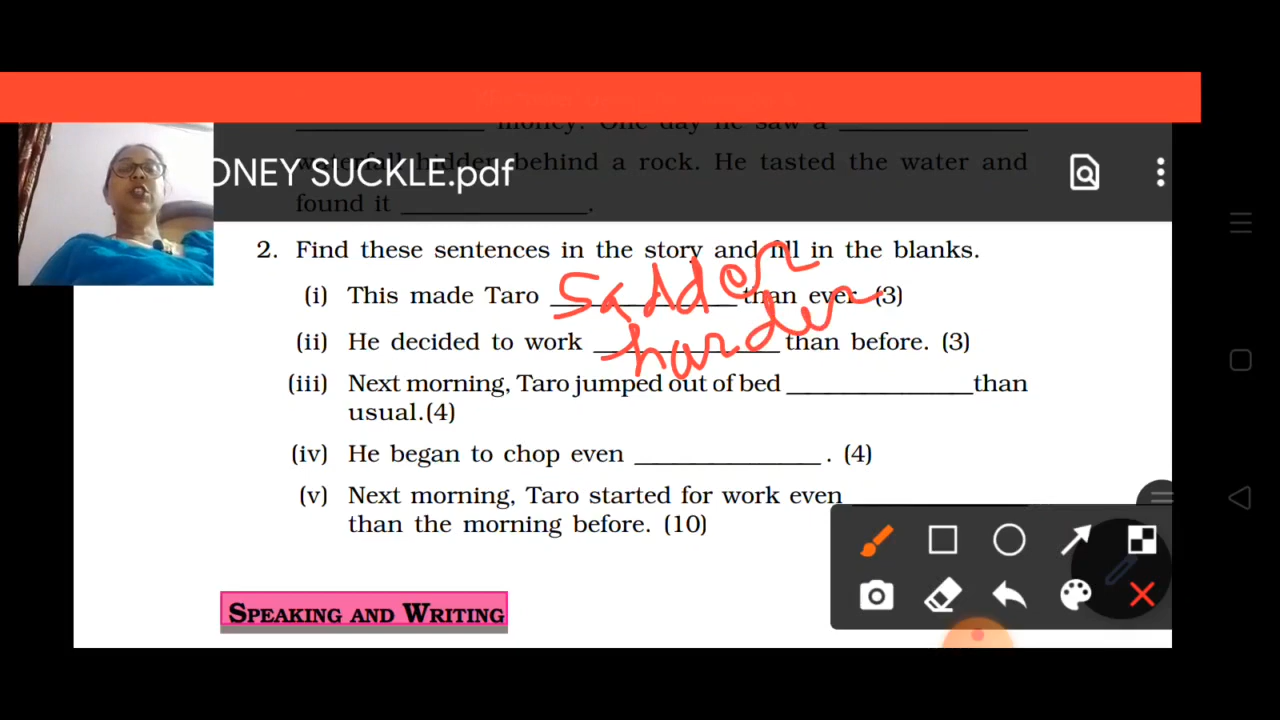 money. One day he saw a
waterfall hidden behind a rock. He tasted the water and
ONEY SUCKLE.pdf
found it ____________.
2. Find these sentences in the story and fill in the blanks.
(i) This made Taro sadder than ever. (3)
(ii) He decided to work harder than before. (3)
(iii) Next morning, Taro jumped out of bed ____________than
usual.(4)
(iv) He began to chop even ____________. (4)
(v) Next morning, Taro started for work even
than the morning before. (10)
SPEAKING AND WRITING